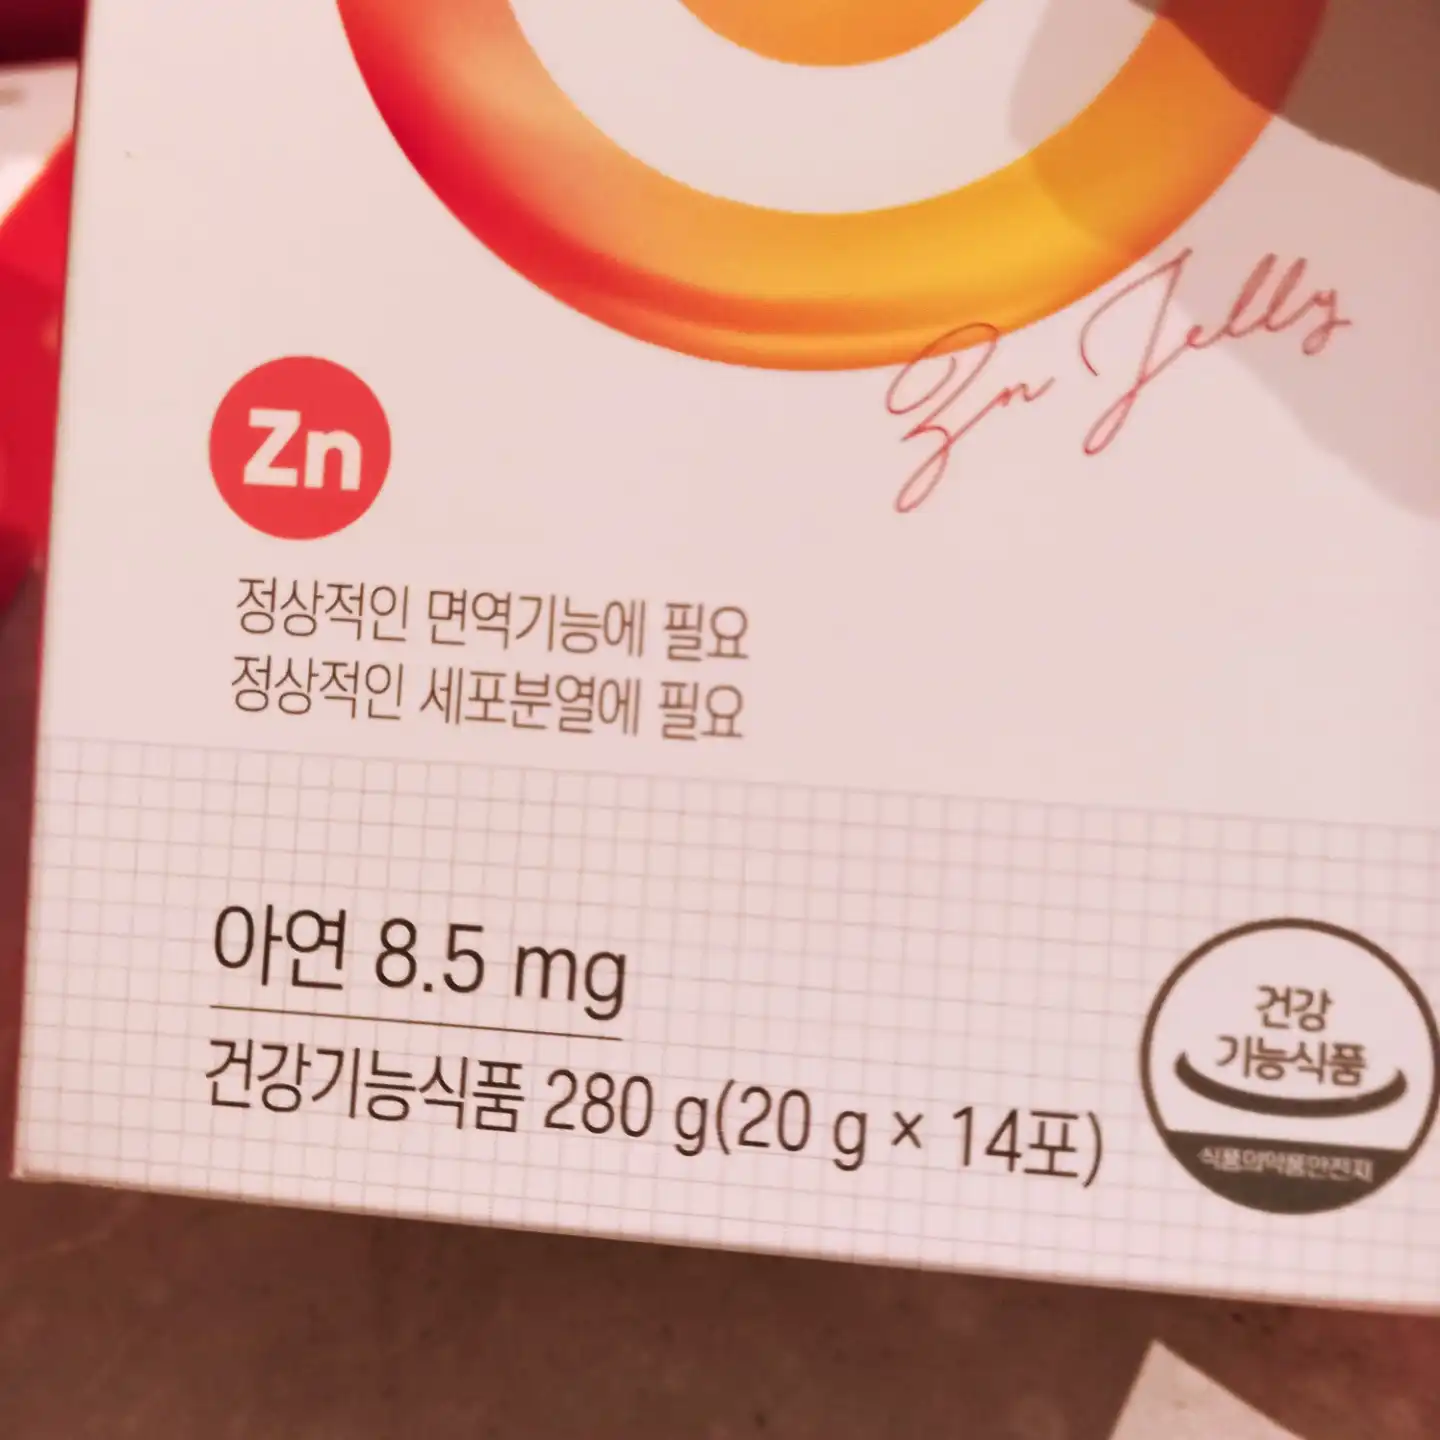 Zn Jelly
Zn
정상적인 면역기능에 필요
정상적인 세포분열에 필요
아연 8.5 mg
건강기능식품 280 g(20 g × 14포)
건강
기능식품
식품의약품안전처